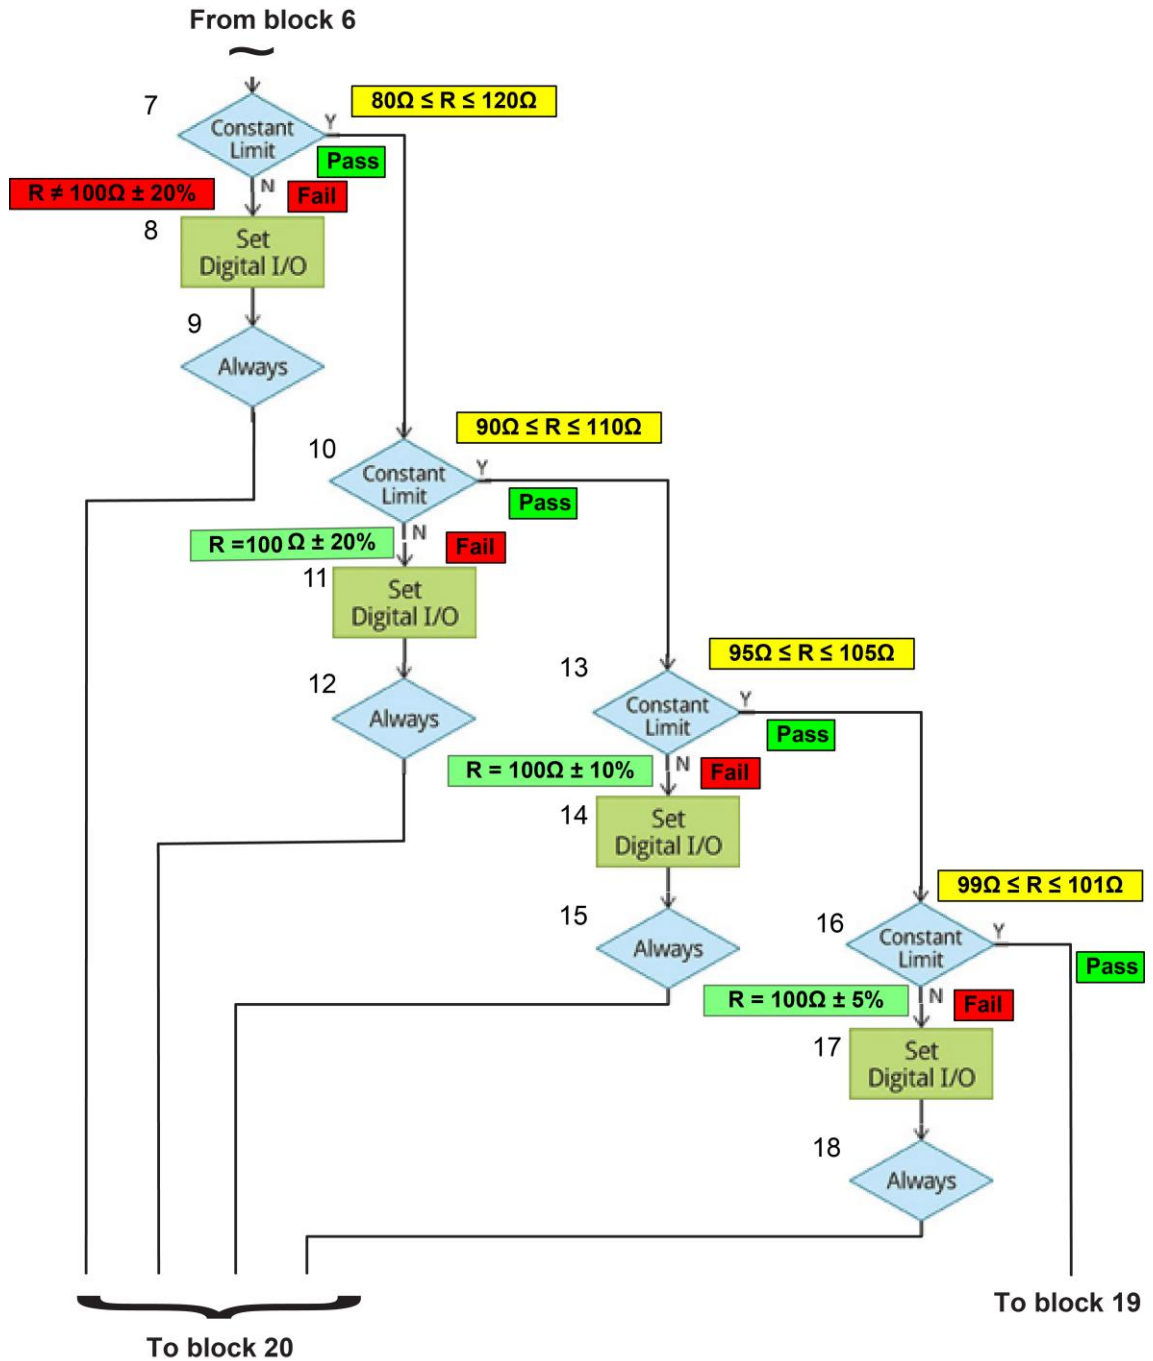 From block 6
7
80Ω ≤ R ≤ 120Ω
Constant
Limit
Y
Pass
R ≠ 100Ω ± 20%
N
Fail
8
Set
Digital I/O
9
Always
90Ω ≤ R ≤ 110Ω
10
Constant
Limit
Y
Pass
R =100 Ω ± 20%
N
Fail
11
Set
Digital I/O
12
Always
95Ω ≤ R ≤ 105Ω
13
Constant
Limit
Y
Pass
R = 100Ω ± 10%
N
Fail
14
Set
Digital I/O
15
Always
99Ω ≤ R ≤ 101Ω
16
Constant
Limit
Y
Pass
R = 100Ω ± 5%
N
Fail
17
Set
Digital I/O
18
Always
To block 19
To block 20